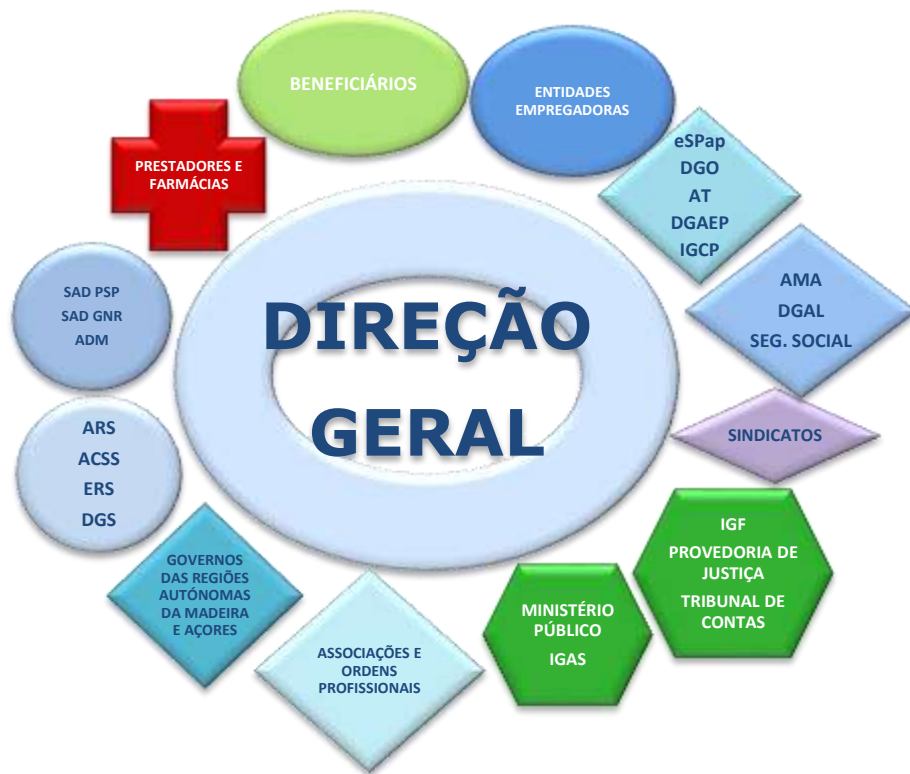 BENEFICIÁRIOS
ENTIDADES
EMPREGADORAS
eSPap
DGO
AT
DGAEP
IGCP
AMA
DGAL
SEG. SOCIAL
SINDICATOS
IGF
PROVEDORIA DE
JUSTIÇA
TRIBUNAL DE
CONTAS
MINISTÉRIO
PÚBLICO
IGAS
ASSOCIAÇÕES E
ORDENS
PROFISSIONAIS
GOVERNOS
DAS REGIÕES
AUTÓNOMAS
DA MADEIRA
E AÇORES
ARS
ACSS
ERS
DGS
SAD PSP
SAD GNR
ADM
PRESTADORES E
FARMÁCIAS
DIREÇÃO
GERAL